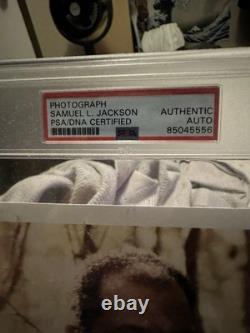 PHOTOGRAPH
SAMUEL L. JACKSON AUTHENTIC
PSA/DNA CERTIFIED AUTO
85045556